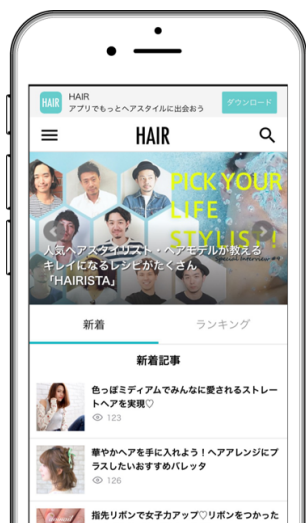 HAIR
HAIR
アプリでもっとヘアスタイルに出会おう
ダウンロード
HAIR
PICK YOUR
LIFE
STYLIST!
Special Interview #9
人気ヘアスタイリスト・ヘアモデルが教える
キレイになるレシピがたくさん
「HAIRISTA」
新着
ランキング
新着記事
色っぽミディアムでみんなに愛されるストレー
トヘアを実現♡
123
華やかヘアを手に入れよう！ヘアアレンジにプ
ラスしたいおすすめバレッタ
126
指先リボンで女子力アップ♡リボンをつかった